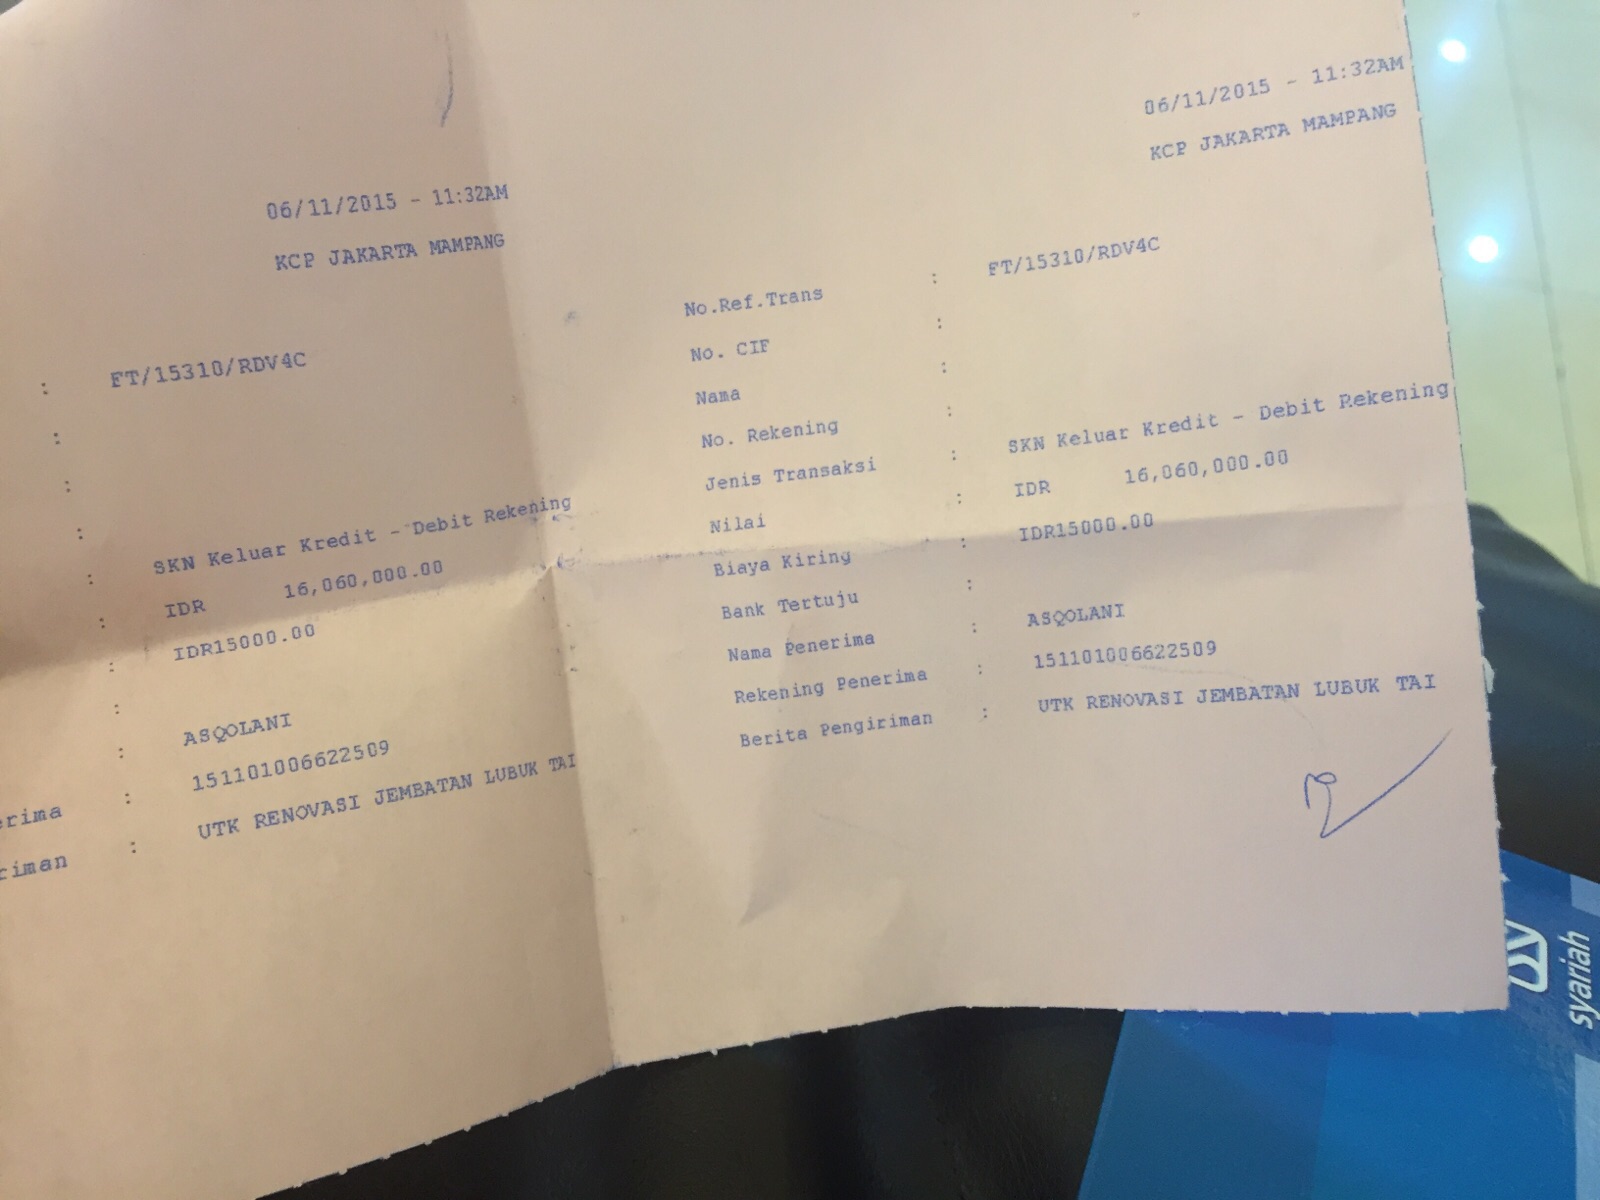 06/11/2015 - 11:32AM
KCP JAKARTA MAMPANG
: FT/15310/RDV4C
:
:
:
: SKN Keluar Kredit - Debit Rekening
: IDR 16,060,000.00
: IDR15000.00
:
: ASQOLANI
: 151101006622509
: UTK RENOVASI JEMBATAN LUBUK TAI
06/11/2015 - 11:32AM
KCP JAKARTA MAMPANG
No.Ref.Trans : FT/15310/RDV4C
No. CIF :
Nama :
No. Rekening :
Jenis Transaksi : SKN Keluar Kredit - Debit Rekening
Nilai : IDR 16,060,000.00
Biaya Kiring : IDR15000.00
Bank Tertuju :
Nama Penerima : ASQOLANI
Rekening Penerima : 151101006622509
Berita Pengiriman : UTK RENOVASI JEMBATAN LUBUK TAI
syariah